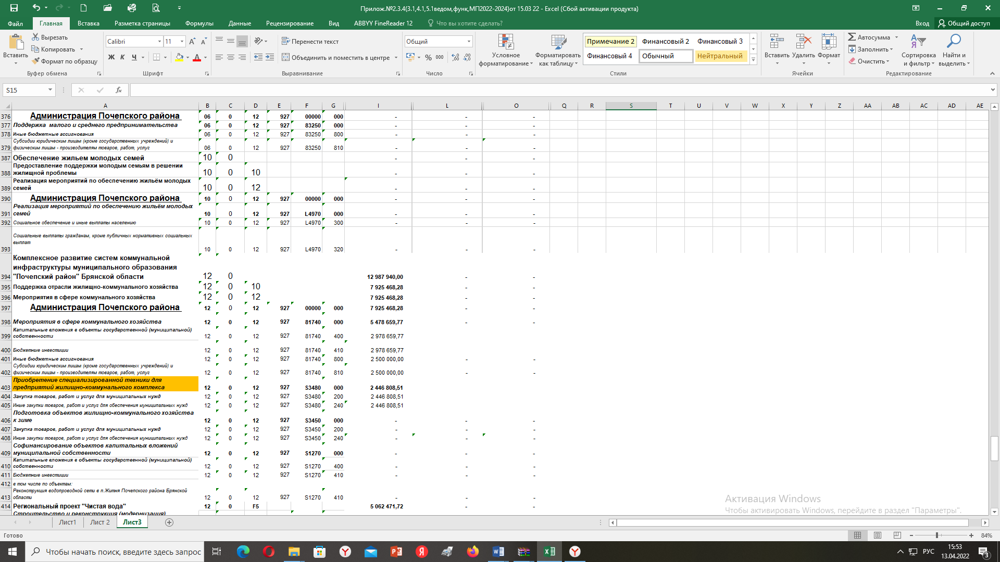 Прилож.№2.3.4(3.1,4.1,5.1ведом,функ,МП2022-2024)от 15.03 22 - Excel (Сбой активации продукта)
Файл Главная Вставка Разметка страницы Формулы Данные Рецензирование Вид ABBYY FineReader 12 Что вы хотите сделать? Вход Общий доступ
Вставить Вырезать Копировать Формат по образцу
Calibri 11 Ж К Ч А
Перенести текст
Объединить и поместить в центре
Общий % 000
Условное форматирование Форматировать как таблицу
Примечание 2 Финансовый 2 Финансовый 3
Финансовый 4 Обычный Нейтральный
Вставить Удалить Формат
Автосумма Заполнить Очистить
Сортировка и фильтр Найти и выделить
Буфер обмена Шрифт Выравнивание Число Стили Ячейки Редактирование
S15 fx
A B C D E F G I L O Q R S T U V W X Y Z AA AB AC AD AE
376 Администрация Почепского района 06 0 12 927 00000 000 - - -
377 Поддержка малого и среднего предпринимательства 06 0 12 927 83250 000 - - -
378 Иные бюджетные ассигнования 06 0 12 927 83250 800 - - -
Субсидии юридическим лицам (кроме государственных учреждений) и
379 физическим лицам - производителям товаров, работ, услуг 06 0 12 927 83250 810 - - -
387 Обеспечение жильем молодых семей 10 0 - - -
Предоставление поддержки молодым семьям в решении
388 жилищной проблемы 10 0 10 - - -
Реализация мероприятий по обеспечению жильём молодых
389 семей 10 0 12 - - -
390 Администрация Почепского района 10 0 12 927 00000 000 - - -
Реализация мероприятий по обеспечению жильём молодых
391 семей 10 0 12 927 L4970 000 - - -
392 Социальное обеспечение и иные выплаты населению 10 0 12 927 L4970 300 - - -
Социальные выплаты гражданам, кроме публичных нормативных социальных
выплат
393 10 0 12 927 L4970 320 - - -
Комплексное развитие систем коммунальной
инфраструктуры муниципального образования
394 "Почепский район" Брянской области 12 0 12 987 940,00 - -
395 Поддержка отрасли жилищно-коммунального хозяйства 12 0 10 7 925 468,28 - -
396 Мероприятия в сфере коммунального хозяйства 12 0 12 7 925 468,28 - -
397 Администрация Почепского района 12 0 12 927 00000 000 7 925 468,28 - -
398 Мероприятия в сфере коммунального хозяйства 12 0 12 927 81740 000 5 478 659,77 - -
Капитальные вложения в объекты государственной (муниципальной)
399 собственности 12 0 12 927 81740 400 2 978 659,77
400 Бюджетные инвестиции 12 0 12 927 81740 410 2 978 659,77
401 Иные бюджетные ассигнования 12 0 12 927 81740 800 2 500 000,00 - -
Субсидии юридическим лицам (кроме государственных учреждений) и
402 физическим лицам - производителям товаров, работ, услуг 12 0 12 927 81740 810 2 500 000,00 - -
Приобретение специализированной техники для
403 предприятий жилищно-коммунального комплекса 12 0 12 927 S3480 000 2 446 808,51
404 Закупка товаров, работ и услуг для муниципальных нужд 12 0 12 927 S3480 200 2 446 808,51
405 Иные закупки товаров, работ и услуг для обеспечения муниципальных нужд 12 0 12 927 S3480 240 2 446 808,51
Подготовка объектов жилищно-коммунального хозяйства
406 к зиме 12 0 12 927 S3450 000 - - -
407 Закупка товаров, работ и услуг для муниципальных нужд 12 0 12 927 S3450 200 - - -
408 Иные закупки товаров, работ и услуг для обеспечения муниципальных нужд 12 0 12 927 S3450 240 - - -
Софинансирование объектов капитальных вложений
409 муниципальной собственности 12 0 12 927 S1270 000 - - -
Капитальные вложения в объекты государственной (муниципальной)
410 собственности 12 0 12 927 S1270 400 - - -
411 Бюджетные инвестиции 12 0 12 927 S1270 410 - - -
412 в том числе по объектам:
Реконструкция водопроводной сети в п.Житня Почепского района Брянской
413 области 12 0 12 927 S1270 410 - - -
414 Региональный проект "Чистая вода" 12 0 F5 5 062 471,72 - -
Строительство и реконструкция (модернизация)
Активация Windows
Чтобы активировать Windows, перейдите в раздел "Параметры".
Лист1 Лист 2 Лист3
Готово 84%
Чтобы начать поиск, введите здесь запрос
РУС 15:53
13.04.2022 3